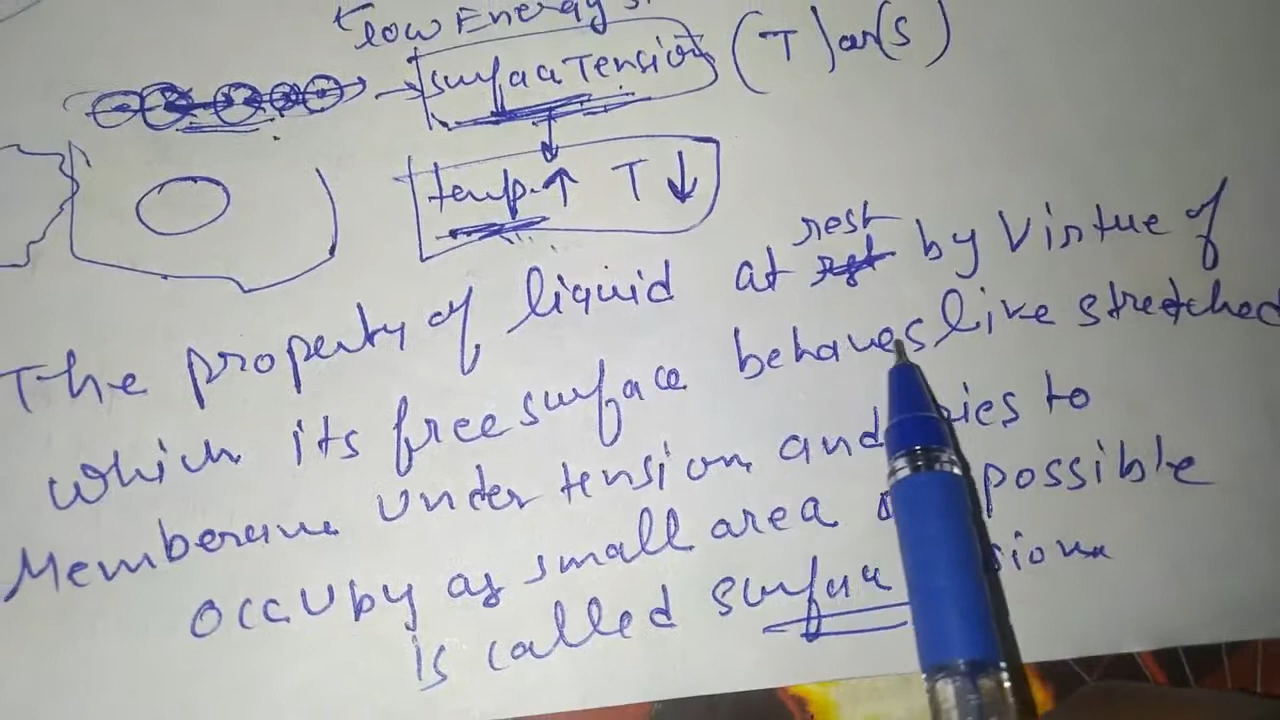 Low Energy
Surfaa Tension (T) or (S)
temp. ↑ T ↓
rest
The property of liquid at by Virtue of
which its free surface behaves like stretched
Memberane under tension and to
occuby as small area possible
is called surfaa